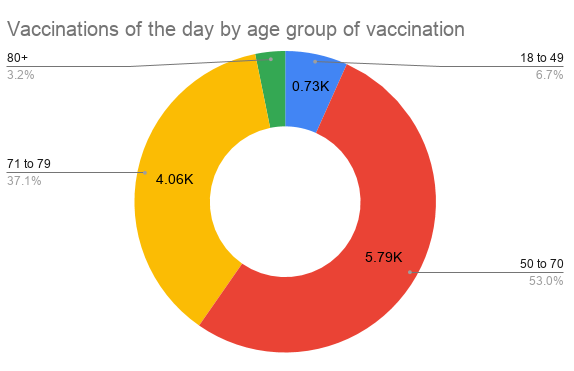 Vaccinations of the day by age group of vaccination
80+
3.2%
18 to 49
6.7%
0.73K
71 to 79
37.1%
4.06K
5.79K
50 to 70
53.0%